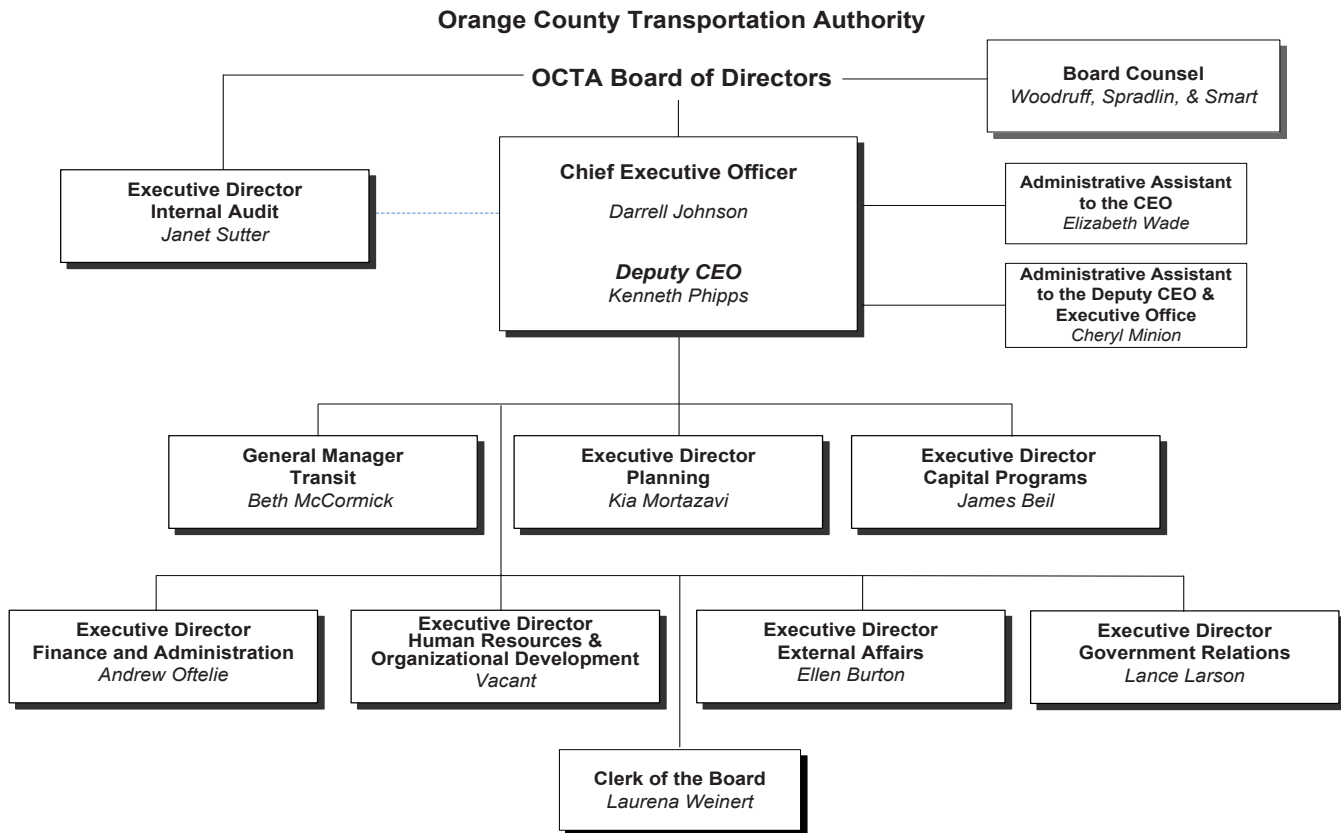 Orange County Transportation Authority
OCTA Board of Directors
Board Counsel
Woodruff, Spradlin, & Smart
Chief Executive Officer
Darrell Johnson
Deputy CEO
Kenneth Phipps
Executive Director
Internal Audit
Janet Sutter
Administrative Assistant
to the CEO
Elizabeth Wade
Administrative Assistant
to the Deputy CEO &
Executive Office
Cheryl Minion
General Manager
Transit
Beth McCormick
Executive Director
Planning
Kia Mortazavi
Executive Director
Capital Programs
James Beil
Executive Director
Finance and Administration
Andrew Oftelie
Executive Director
Human Resources &
Organizational Development
Vacant
Executive Director
External Affairs
Ellen Burton
Executive Director
Government Relations
Lance Larson
Clerk of the Board
Laurena Weinert